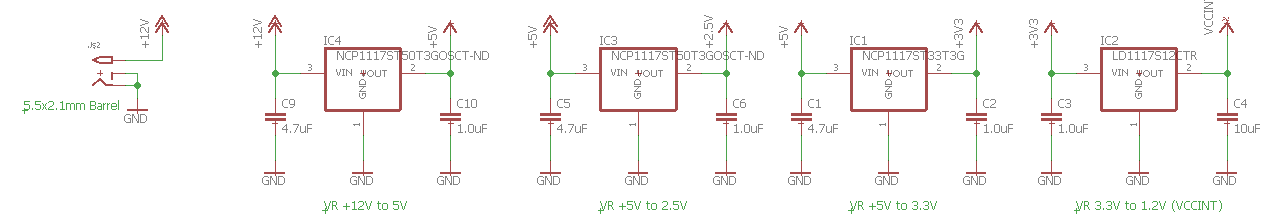 +12V
J$2
5.5x2.1mm Barrel
GND
+12V
IC4
NCP1117ST50T3GOSCT-ND
+5V
3 VIN VOUT 2
GND
1
C9
4.7uF
C10
1.0uF
GND
GND
GND
VR +12V to 5V
+5V
IC3
NCP1117ST50T3GOSCT-ND
+2.5V
3 VIN VOUT 2
GND
1
C5
4.7uF
C6
1.0uF
GND
GND
GND
VR +5V to 2.5V
+5V
IC1
NCP1117ST33T3G
+3V3
3 VIN VOUT 2
GND
1
C1
4.7uF
C2
1.0uF
GND
GND
GND
VR +5V to 3.3V
+3V3
IC2
LD1117S12CTR
VCCINT
3 VIN VOUT 2
GND
1
C3
1.0uF
C4
10uF
GND
GND
GND
VR 3.3V to 1.2V (VCCINT)